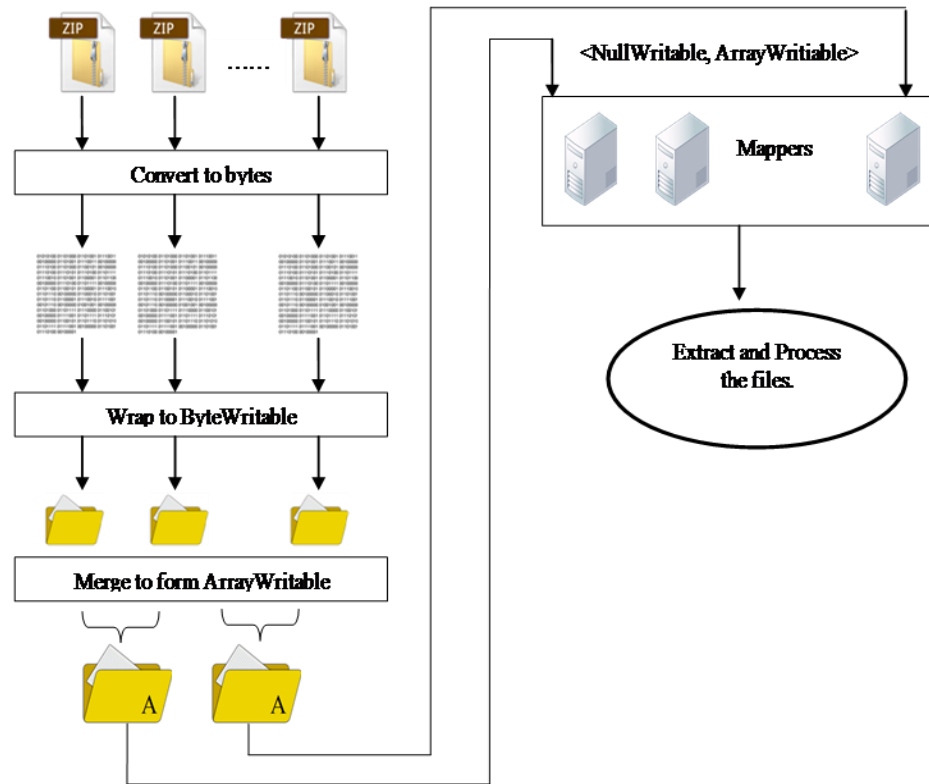 ZIP
ZIP
ZIP
......
Convert to bytes
Wrap to ByteWritable
Merge to form ArrayWritable
A
A
<NullWritable, ArrayWritiable>
Mappers
Extract and Process
the files.